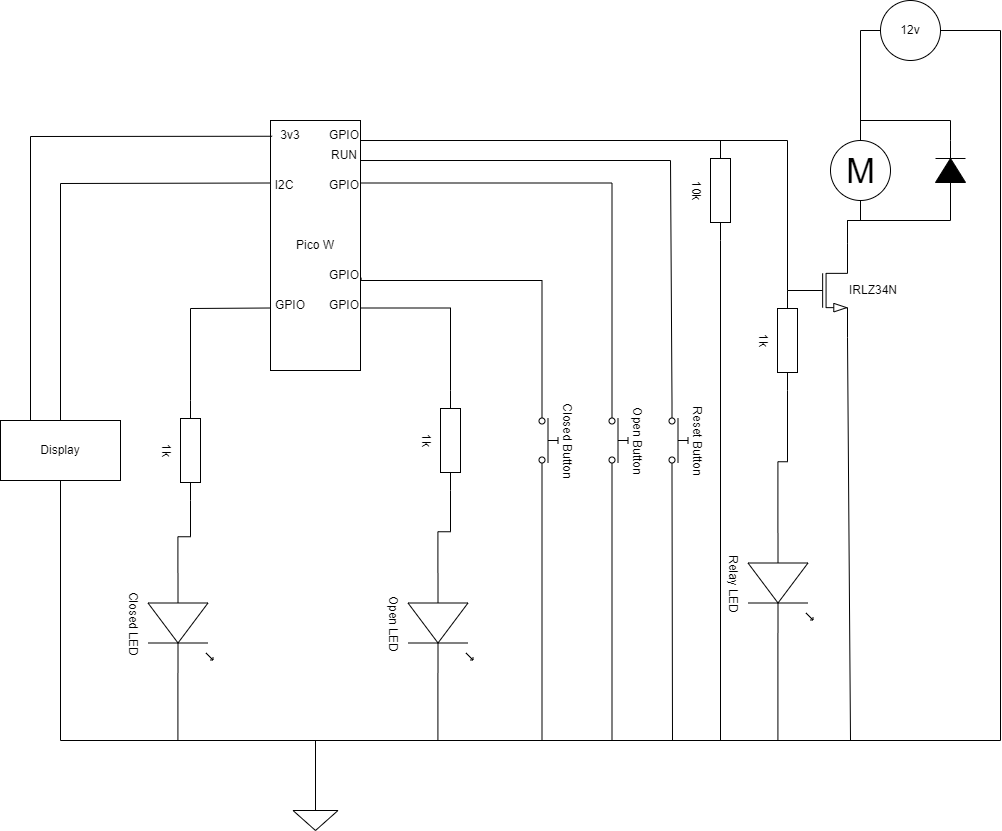 12v
3v3
GPIO
RUN
I2C
GPIO
M
10k
Pico W
GPIO
GPIO
GPIO
IRLZ34N
1k
Display
1k
1k
Closed Button
Open Button
Reset Button
Relay LED
Closed LED
Open LED